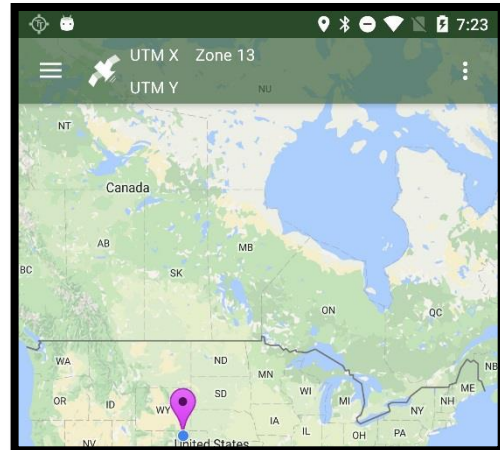 7:23
UTM X Zone 13
UTM Y
NU
NT
Canada
AB
MB
BC
SK
ON
QC
WA
ND
MN
NB
OR
ID
WY
SD
WI
MI
ME
NH
NY
IA
NV
United States
IL
OH
PA